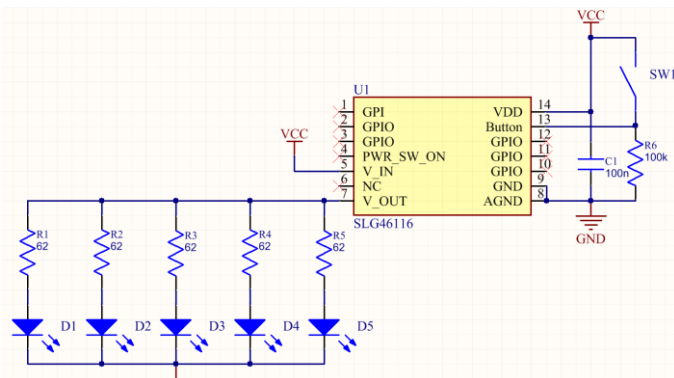 VCC
SW1
U1
1 GPI VDD 14
2 GPIO Button 13
3 GPIO GPIO 12
4 PWR_SW_ON GPIO 11
5 V_IN GPIO 10
6 NC GND 9
7 V_OUT AGND 8
SLG46116
VCC
C1
100n
R6
100k
GND
R1
62
R2
62
R3
62
R4
62
R5
62
D1
D2
D3
D4
D5